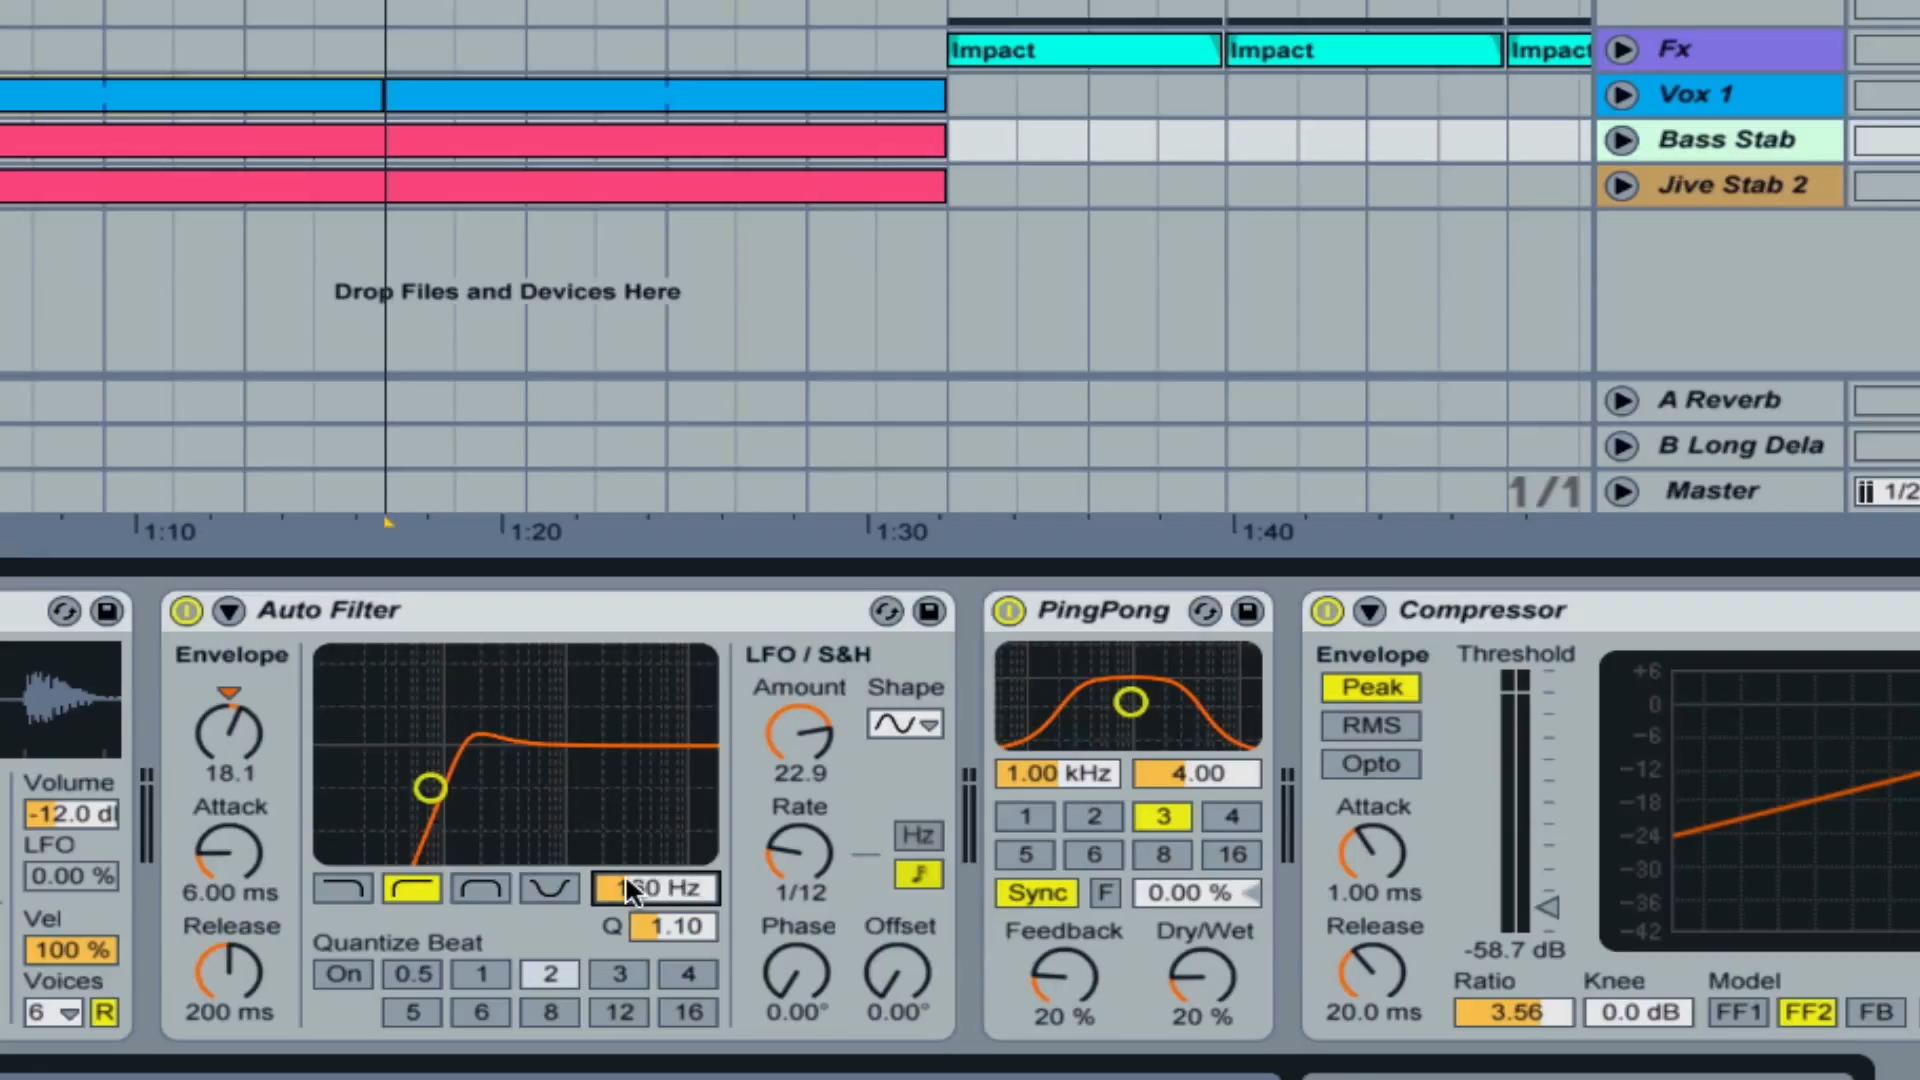 Impact
Impact
Impact
Fx
Vox 1
Bass Stab
Jive Stab 2
Drop Files and Devices Here
A Reverb
B Long Dela
1/1
Master
1/2
1:10
1:20
1:30
1:40
Volume
-12.0 d
LFO
0.00 %
Vel
100 %
Voices
6
R
Auto Filter
Envelope
18.1
Attack
6.00 ms
Release
200 ms
Hz
Q 1.10
Quantize Beat
On 0.5 1 2 3 4
5 6 8 12 16
LFO / S&H
Amount Shape
22.9
Rate
Hz
1/12
Phase Offset
0.00° 0.00°
PingPong
1.00 kHz 4.00
1 2 3 4
5 6 8 16
Sync F 0.00 %
Feedback Dry/Wet
20 % 20 %
Compressor
Envelope Threshold
Peak
RMS
Opto
Attack
1.00 ms
Release
20.0 ms
-58.7 dB
Ratio Knee Model
3.56 0.0 dB FF1 FF2 FB
+6
0
-6
-12
-18
-24
-30
-36
-42